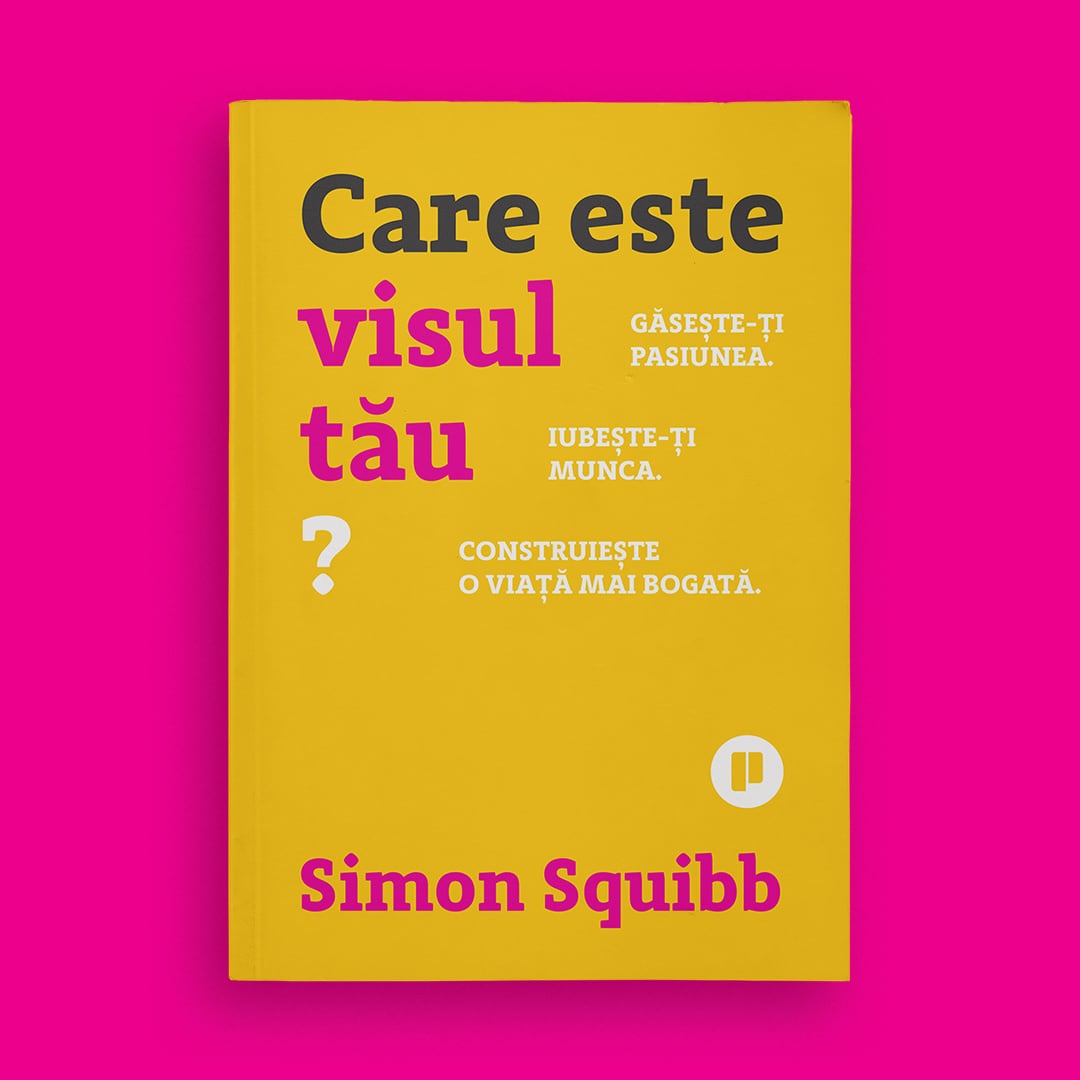 Care este
visul
tău
?
GĂSEȘTE-ȚI
PASIUNEA.
IUBEȘTE-ȚI
MUNCA.
CONSTRUIEȘTE
O VIAȚĂ MAI BOGATĂ.
P
Simon Squibb